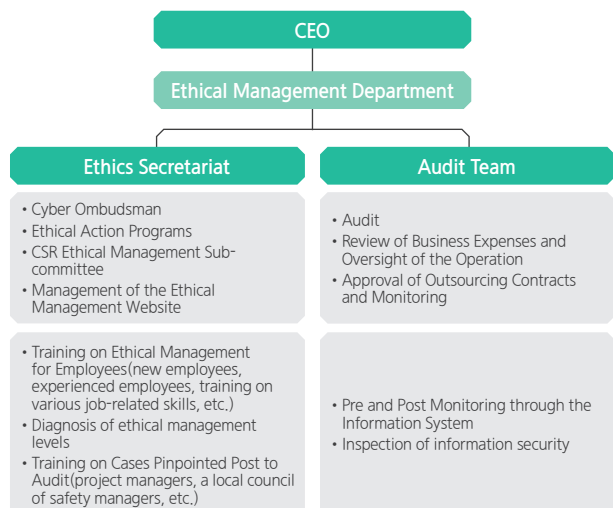 CEO
Ethical Management Department
Ethics Secretariat
• Cyber Ombudsman
• Ethical Action Programs
• CSR Ethical Management Sub-
committee
• Management of the Ethical
Management Website
• Training on Ethical Management
for Employees(new employees,
experienced employees, training on
various job-related skills, etc.)
• Diagnosis of ethical management
levels
• Training on Cases Pinpointed Post to
Audit(project managers, a local council
of safety managers, etc.)
Audit Team
• Audit
• Review of Business Expenses and
Oversight of the Operation
• Approval of Outsourcing Contracts
and Monitoring
• Pre and Post Monitoring through the
Information System
• Inspection of information security